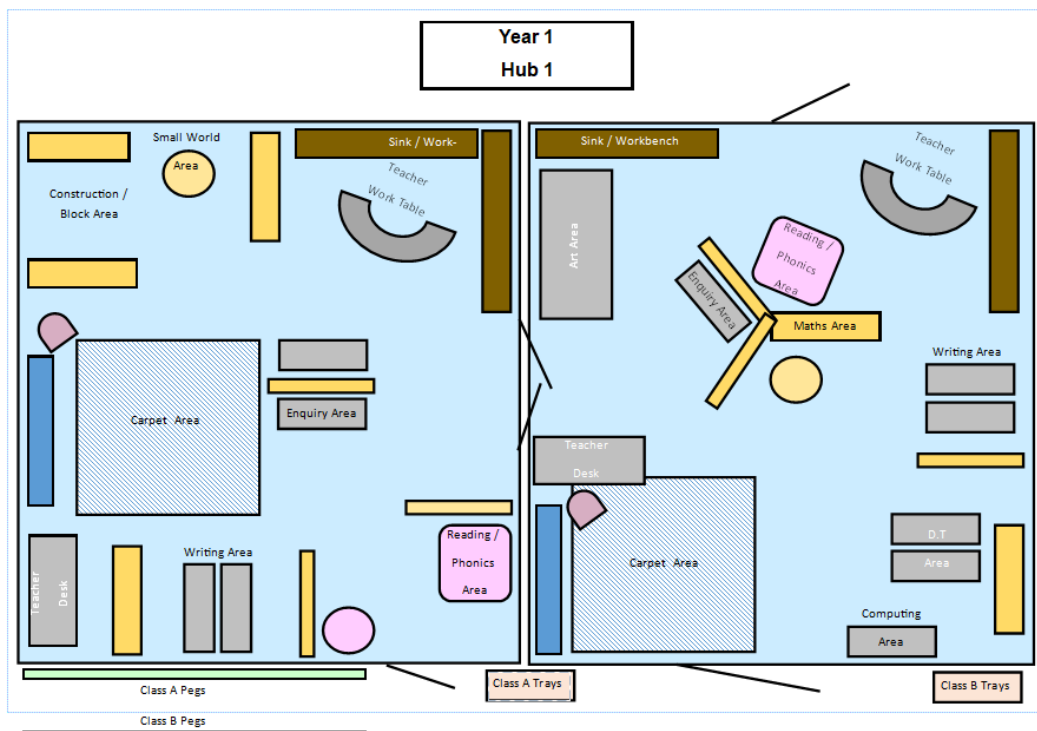 Year 1
Hub 1
Small World
Area
Construction /
Block Area
Sink / Work-
Teacher
Work Table
Carpet Area
Enquiry Area
Teacher
Desk
Writing Area
Reading /
Phonics
Area
Sink / Workbench
Teacher
Work Table
Art Area
Reading /
Phonics
Area
Enquiry Area
Maths Area
Writing Area
Teacher
Desk
Carpet Area
D.T
Area
Computing
Area
Class A Pegs
Class A Trays
Class B Trays
Class B Pegs